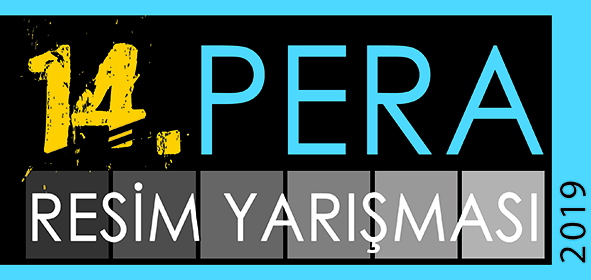 14. PERA
RESİM YARIŞMASI
2019